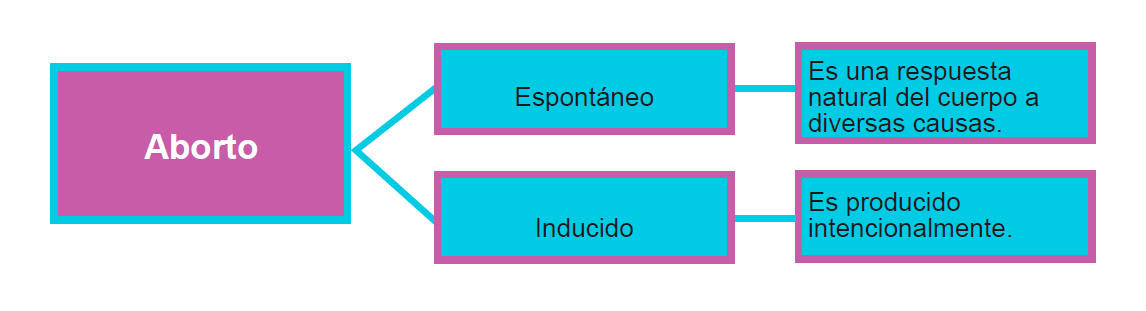 Aborto
Espontáneo
Es una respuesta
natural del cuerpo a
diversas causas.
Inducido
Es producido
intencionalmente.